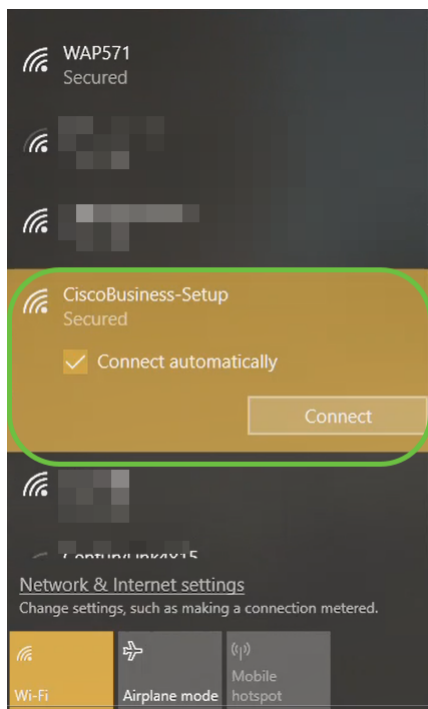 WAP571
Secured
CiscoBusiness-Setup
Secured
Connect automatically
Connect
CenturyLink4X15
Network & Internet settings
Change settings, such as making a connection metered.
Wi-Fi
Airplane mode
Mobile
hotspot